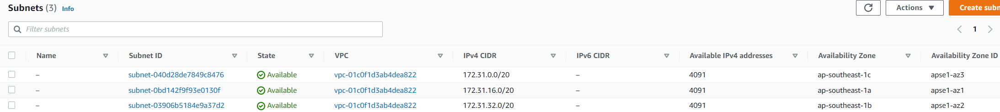 Subnets (3) Info
Actions Create subn
Filter subnets
1
Name Subnet ID State VPC IPv4 CIDR IPv6 CIDR Available IPv4 addresses Availability Zone Availability Zone ID
– subnet-040d28de7849c8476 Available vpc-01c0f1d3ab4dea822 172.31.0.0/20 – 4091 ap-southeast-1c apse1-az3
– subnet-0bd142f9f93e0130f Available vpc-01c0f1d3ab4dea822 172.31.16.0/20 – 4091 ap-southeast-1a apse1-az1
– subnet-03906b5184e9a37d2 Available vpc-01c0f1d3ab4dea822 172.31.32.0/20 – 4091 ap-southeast-1b apse1-az2